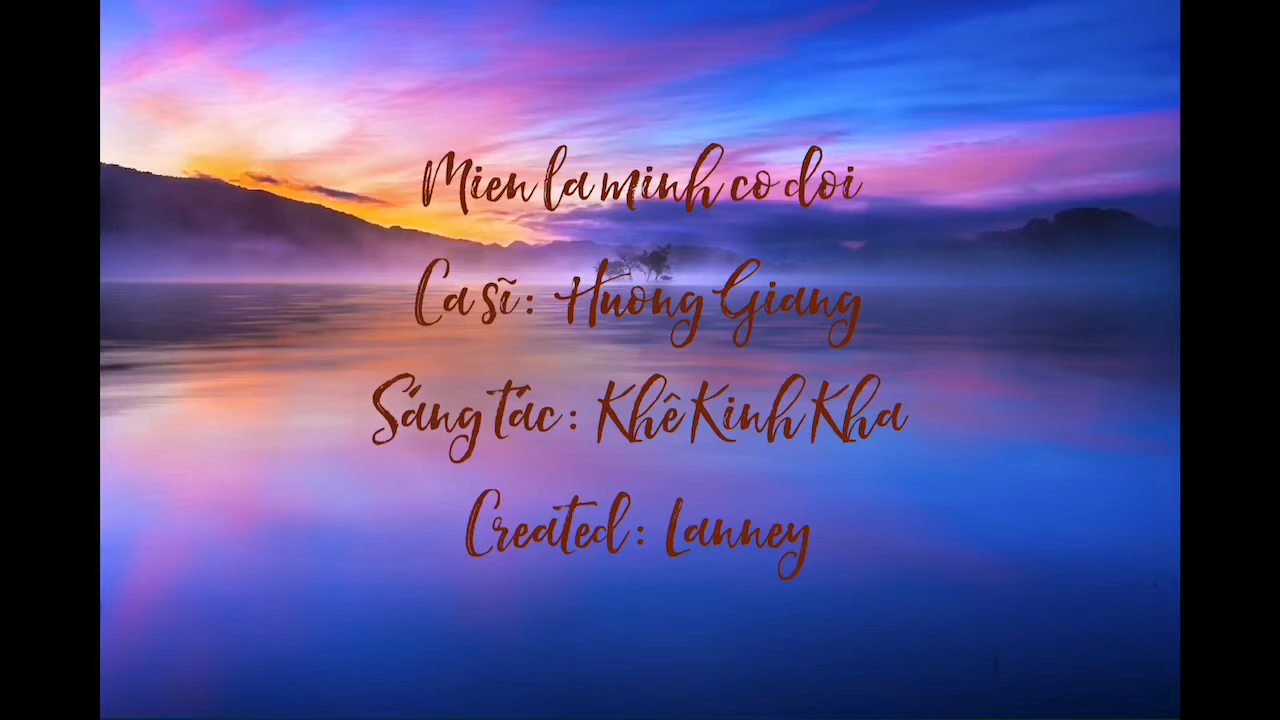 Mien la minh co doi
Ca sĩ : Huong Giang
Sáng tác : Khê Kinh Kha
Created : Lanney